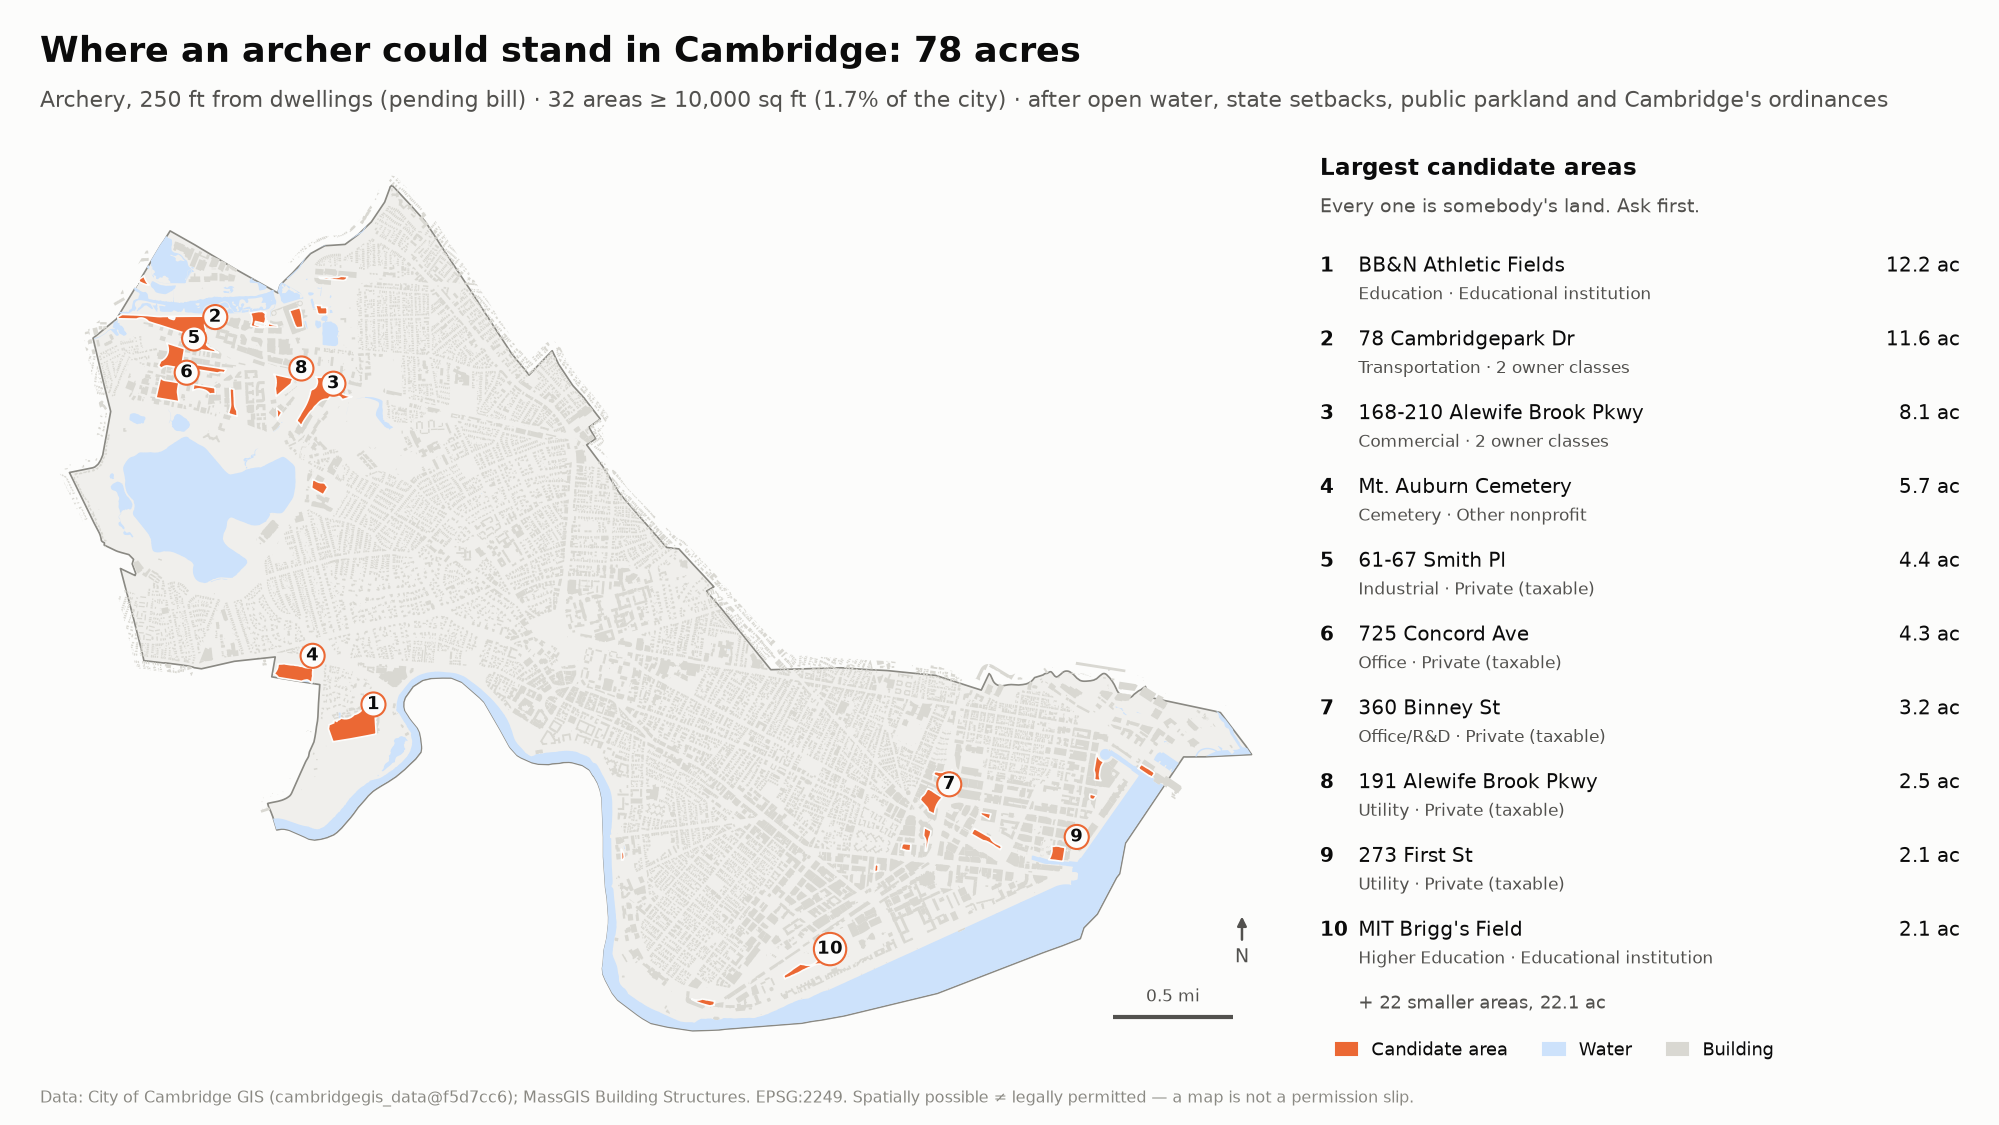 Where an archer could stand in Cambridge: 78 acres
Archery, 250 ft from dwellings (pending bill) · 32 areas ≥ 10,000 sq ft (1.7% of the city) · after open water, state setbacks, public parkland and Cambridge's ordinances
Largest candidate areas
Every one is somebody's land. Ask first.
1 BB&N Athletic Fields 12.2 ac
Education · Educational institution
2 78 Cambridgepark Dr 11.6 ac
Transportation · 2 owner classes
3 168-210 Alewife Brook Pkwy 8.1 ac
Commercial · 2 owner classes
4 Mt. Auburn Cemetery 5.7 ac
Cemetery · Other nonprofit
5 61-67 Smith Pl 4.4 ac
Industrial · Private (taxable)
6 725 Concord Ave 4.3 ac
Office · Private (taxable)
7 360 Binney St 3.2 ac
Office/R&D · Private (taxable)
8 191 Alewife Brook Pkwy 2.5 ac
Utility · Private (taxable)
9 273 First St 2.1 ac
Utility · Private (taxable)
10 MIT Brigg's Field 2.1 ac
Higher Education · Educational institution
+ 22 smaller areas, 22.1 ac
Candidate area Water Building
2
5
6
8
3
4
1
7
9
10
N
0.5 mi
Data: City of Cambridge GIS (cambridgegis_data@f5d7cc6); MassGIS Building Structures. EPSG:2249. Spatially possible ≠ legally permitted — a map is not a permission slip.